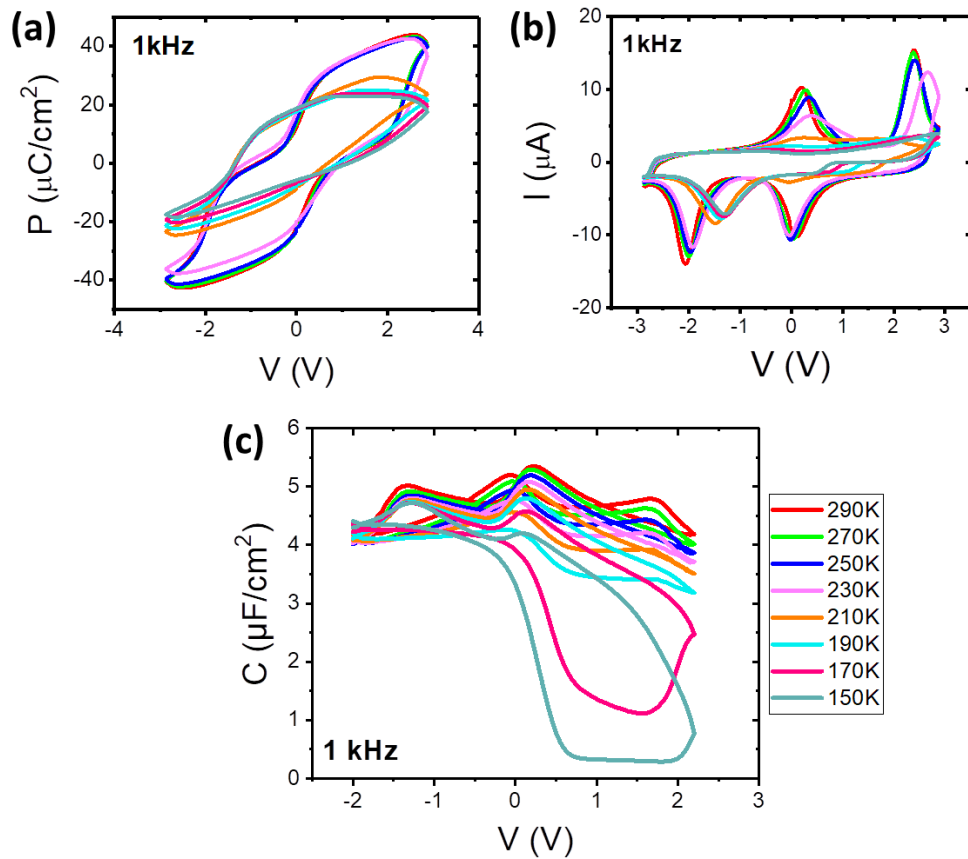 (a)
1kHz
P (µC/cm²)
40
20
0
-20
-40
-4
-2
0
2
4
V (V)
(b)
1kHz
I (µA)
20
10
0
-10
-20
-3
-2
-1
0
1
2
3
V (V)
(c)
C (µF/cm²)
6
5
4
3
2
1
0
1 kHz
-2
-1
0
1
2
3
V (V)
290K
270K
250K
230K
210K
190K
170K
150K